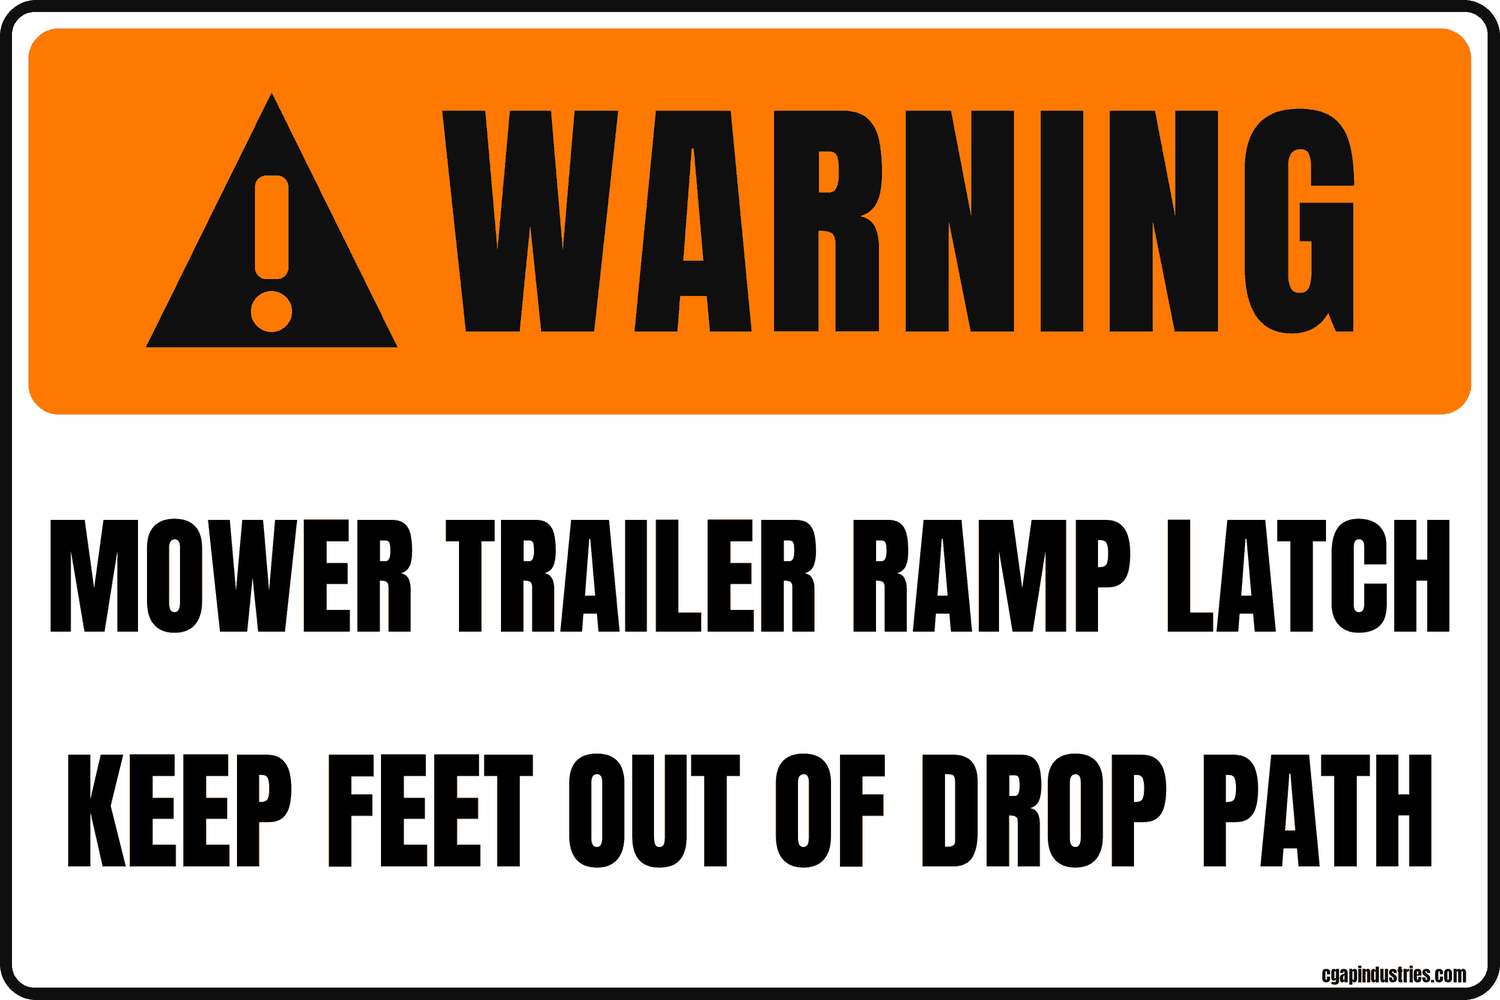 WARNING
MOWER TRAILER RAMP LATCH
KEEP FEET OUT OF DROP PATH
cgapindustries.com